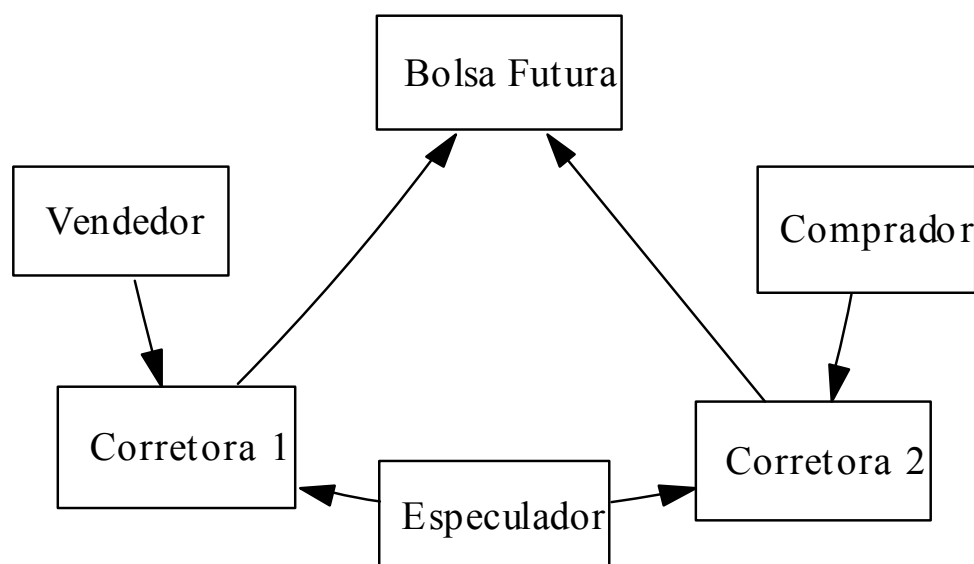 Bolsa Futura
Vendedor
Comprador
Corretora 1
Corretora 2
Especulador